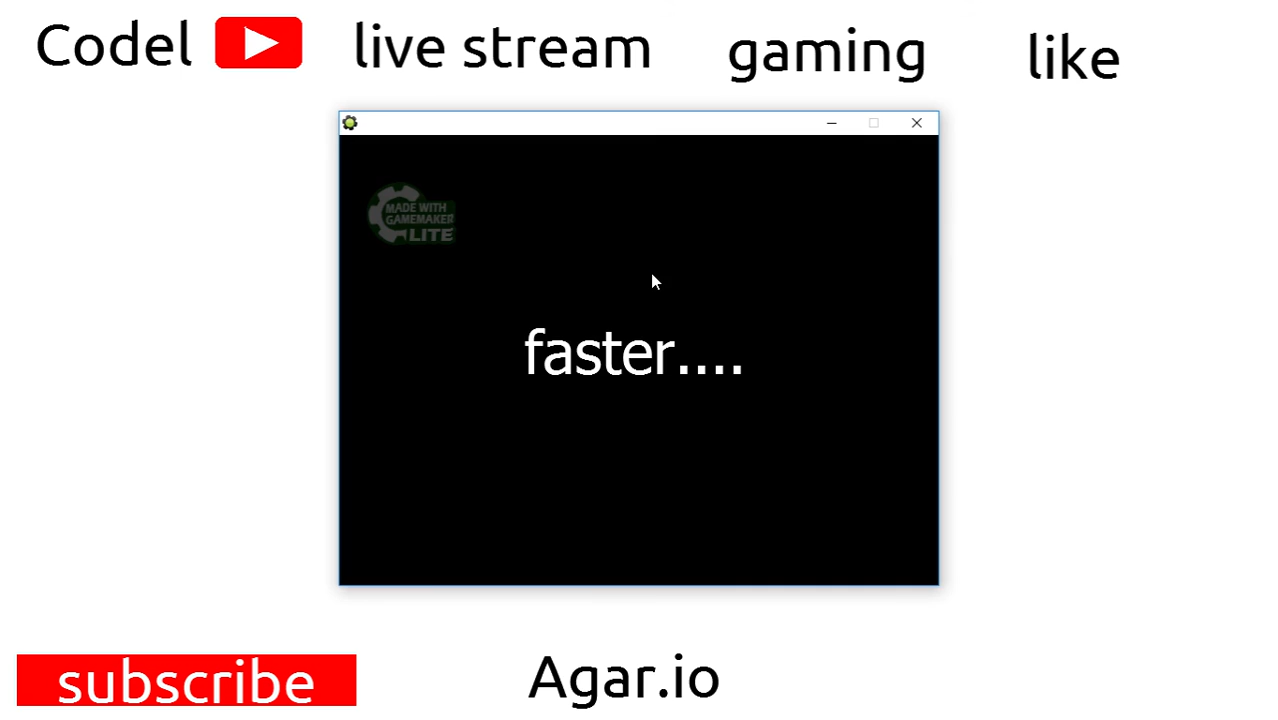 Codel live stream gaming like
MADE WITH
GAMEMAKER
LITE
faster....
subscribe Agar.io